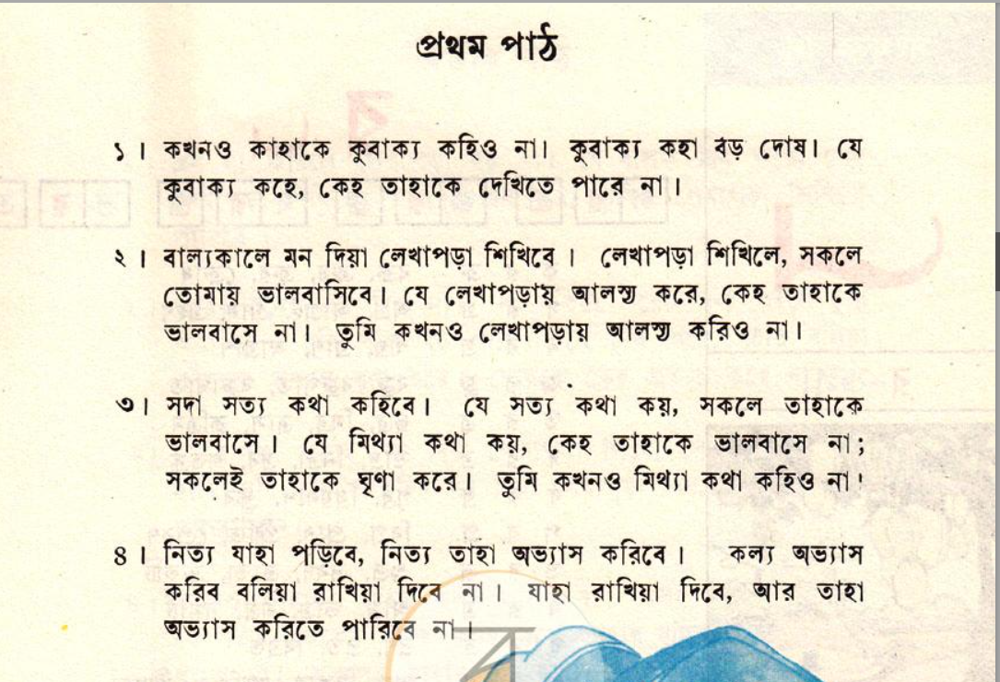 প্রথম পাঠ
১। কখনও কাহাকে কুবাক্য কহিও না। কুবাক্য কহা বড় দোষ। যে
কুবাক্য কহে, কেহ তাহাকে দেখিতে পারে না।
২। বাল্যকালে মন দিয়া লেখাপড়া শিখিবে। লেখাপড়া শিখিলে, সকলে
তোমায় ভালবাসিবে। যে লেখাপড়ায় আলস্য করে, কেহ তাহাকে
ভালবাসে না। তুমি কখনও লেখাপড়ায় আলস্য করিও না।
৩। সদা সত্য কথা কহিবে। যে সত্য কথা কয়, সকলে তাহাকে
ভালবাসে। যে মিথ্যা কথা কয়, কেহ তাহাকে ভালবাসে না;
সকলেই তাহাকে ঘৃণা করে। তুমি কখনও মিথ্যা কথা কহিও না।
৪। নিত্য যাহা পড়িবে, নিত্য তাহা অভ্যাস করিবে। কল্য অভ্যাস
করিব বলিয়া রাখিয়া দিবে না। যাহা রাখিয়া দিবে, আর তাহা
অভ্যাস করিতে পারিবে না।